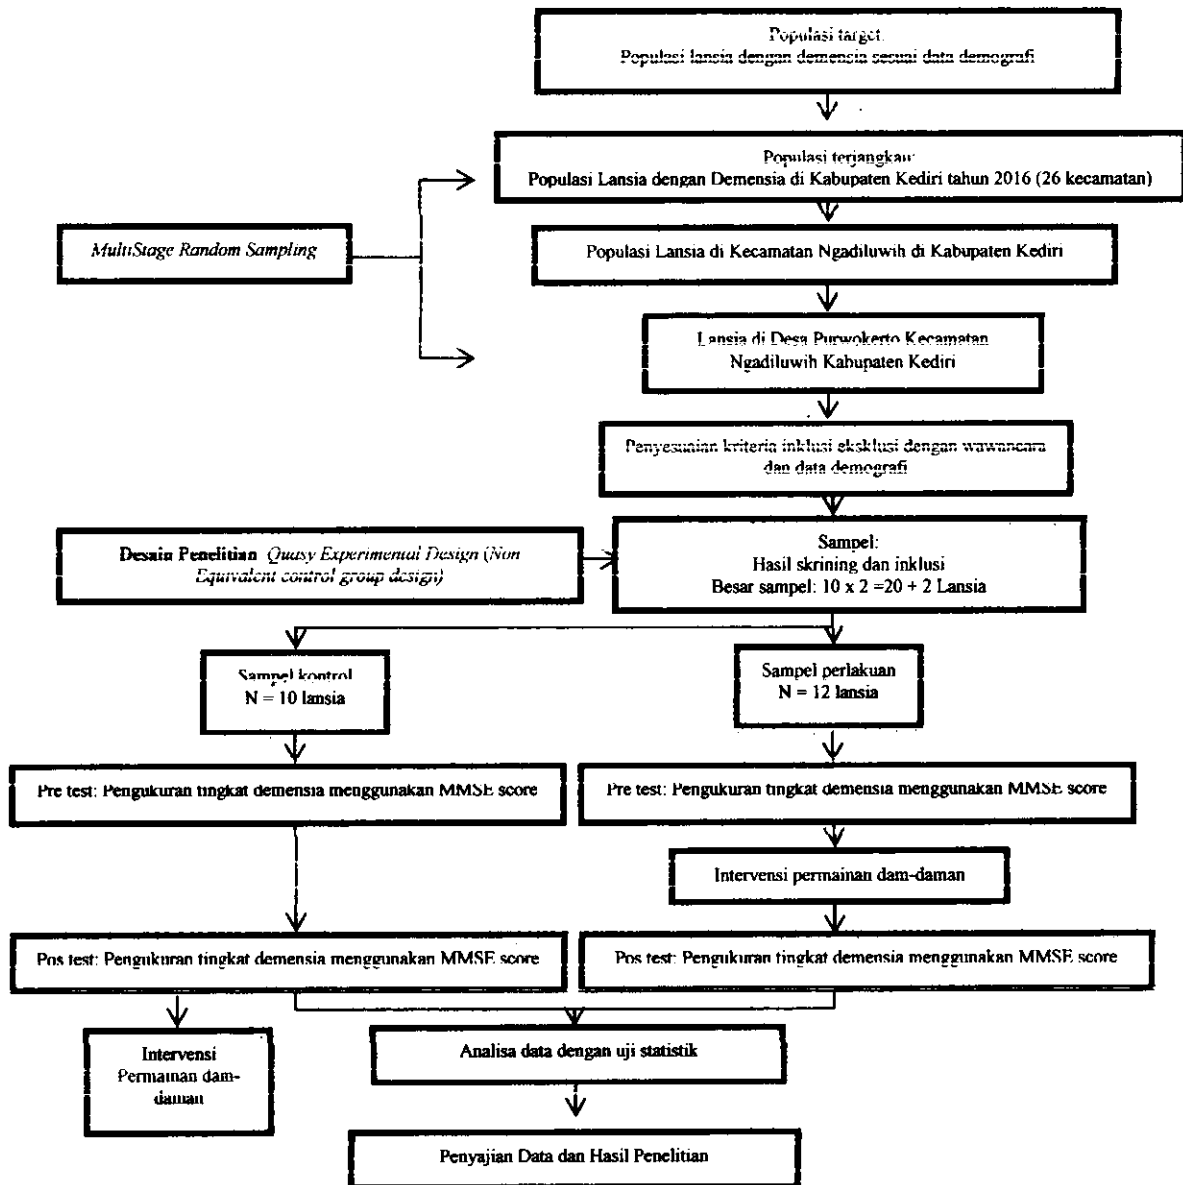 Populasi target:
Populasi lansia dengan demensia sesuai data demografi
Populasi terjangkau:
Populasi Lansia dengan Demensia di Kabupaten Kediri tahun 2016 (26 kecamatan)
MultiStage Random Sampling
Populasi Lansia di Kecamatan Ngadiluwih di Kabupaten Kediri
Lansia di Desa Purwokerto Kecamatan
Ngadiluwih Kabupaten Kediri
Penyesuaian kriteria inklusi eksklusi dengan wawancara
dan data demografi
Desain Penelitian Quasy Experimental Design (Non
Equivalent control group design)
Sampel:
Hasil skrining dan inklusi
Besar sampel: 10 x 2 =20 + 2 Lansia
Sampel kontrol
N = 10 lansia
Sampel perlakuan
N = 12 lansia
Pre test: Pengukuran tingkat demensia menggunakan MMSE score
Pre test: Pengukuran tingkat demensia menggunakan MMSE score
Intervensi permainan dam-daman
Pos test: Pengukuran tingkat demensia menggunakan MMSE score
Pos test: Pengukuran tingkat demensia menggunakan MMSE score
Intervensi
Permainan dam-
daman
Analisa data dengan uji statistik
Penyajian Data dan Hasil Penelitian